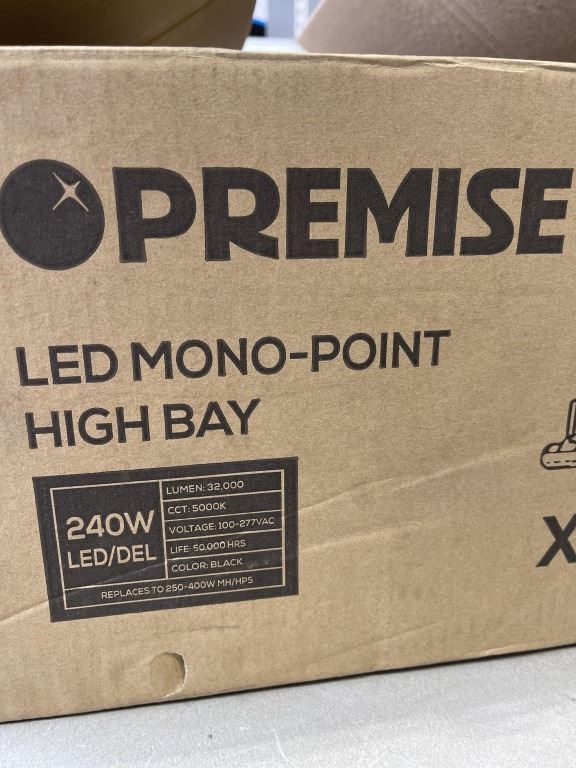 PREMISE
LED MONO-POINT
HIGH BAY
240W
LED/DEL
LUMEN: 32,000
CCT: 5000K
VOLTAGE: 100-277VAC
LIFE: 50.000 HRS
COLOR: BLACK
REPLACES TO 250-400W MH/HPS
X